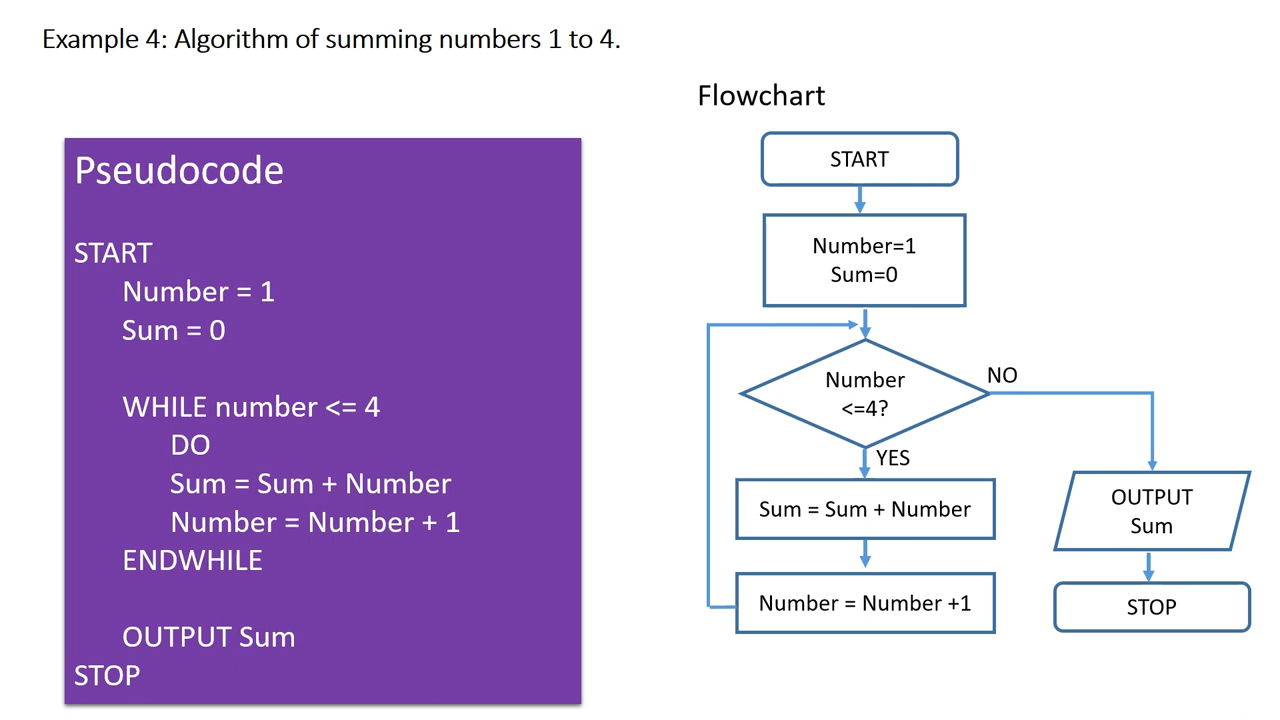 Example 4: Algorithm of summing numbers 1 to 4.
Pseudocode
START
Number = 1
Sum = 0
WHILE number <= 4
DO
Sum = Sum + Number
Number = Number + 1
ENDWHILE
OUTPUT Sum
STOP
Flowchart
START
Number=1
Sum=0
Number
<=4?
NO
YES
Sum = Sum + Number
Number = Number +1
OUTPUT
Sum
STOP